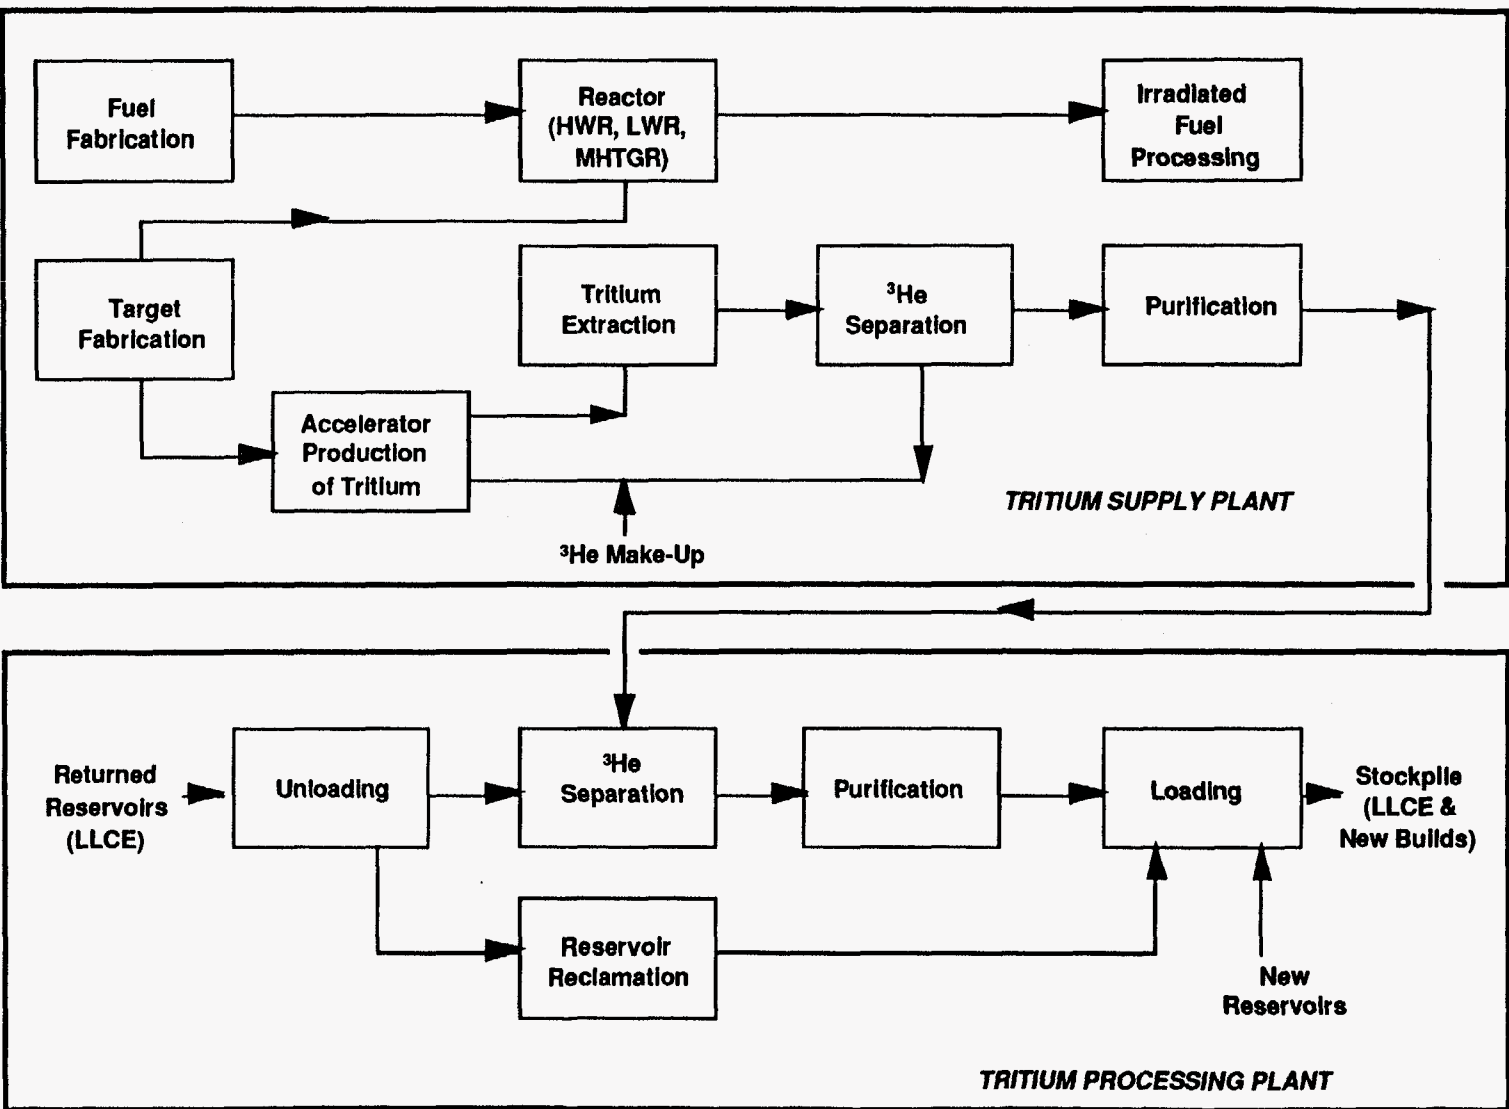 Fuel
Fabrication
Reactor
(HWR, LWR,
MHTGR)
Irradiated
Fuel
Processing
Target
Fabrication
Tritium
Extraction
³He
Separation
Purification
Accelerator
Production
of Tritium
³He Make-Up
TRITIUM SUPPLY PLANT
Returned
Reservoirs
(LLCE)
Unloading
³He
Separation
Purification
Loading
Stockpile
(LLCE &
New Builds)
Reservoir
Reclamation
New
Reservoirs
TRITIUM PROCESSING PLANT